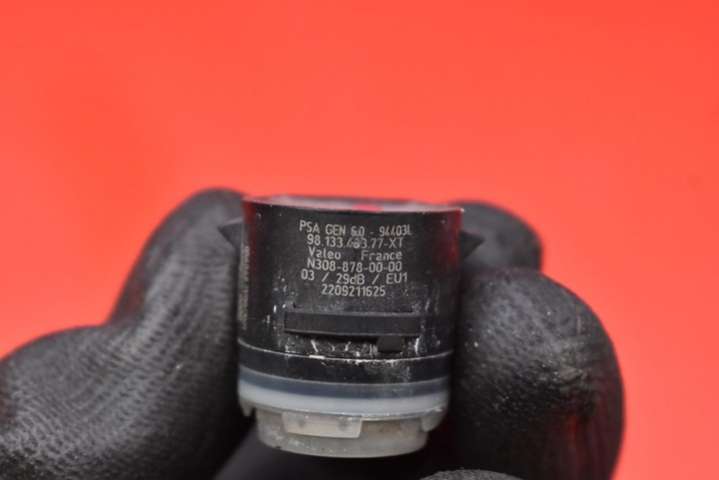 PSA GEN 6.0 - 94403L
98.133.463.77-XT
Valeo France
N308-878-00-00
03 / 29dB / EU1
2209211625